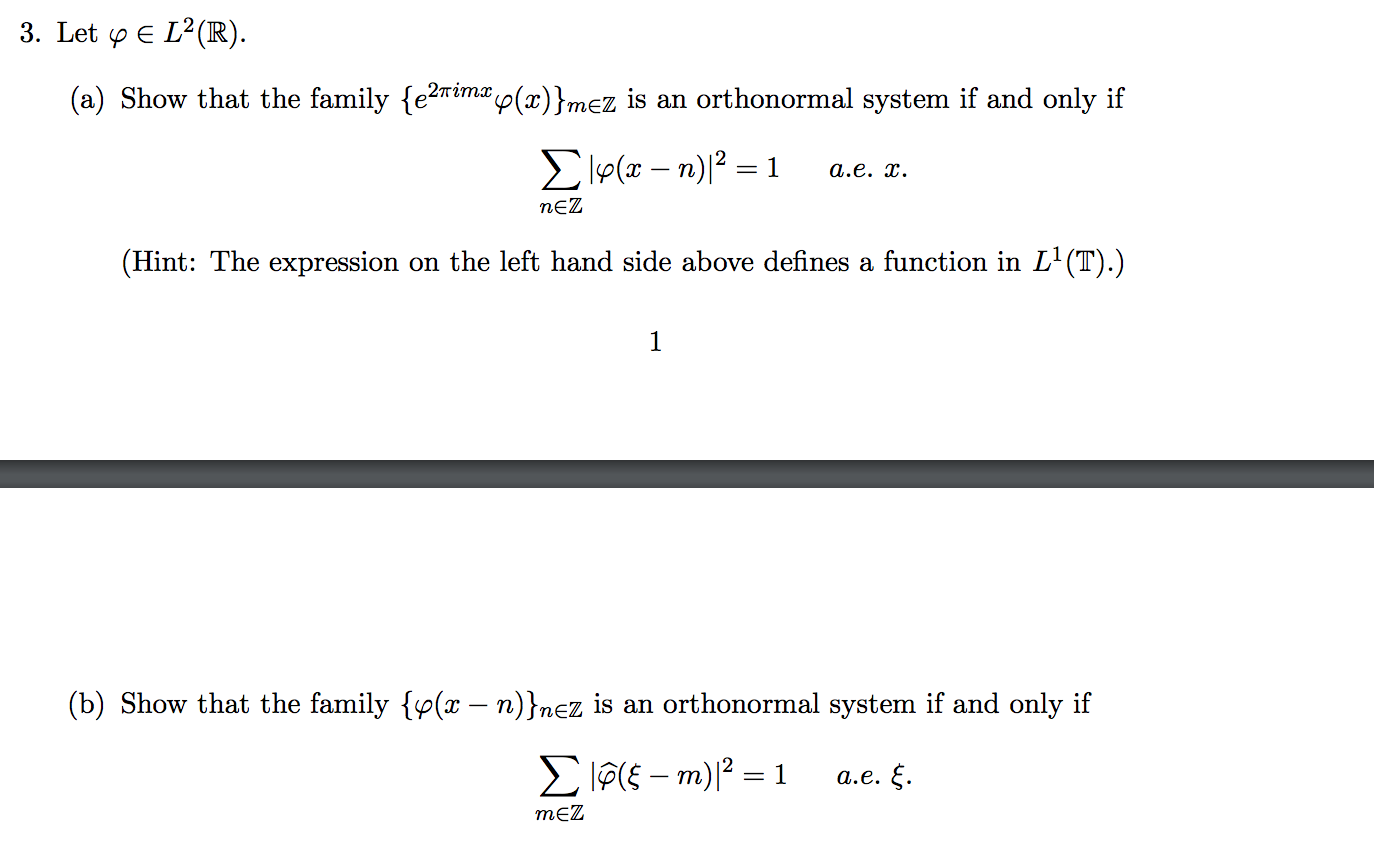 3. Let φ ∈ L²(ℝ).
(a) Show that the family {e^{2πimx}φ(x)}_{m∈ℤ} is an orthonormal system if and only if
∑_{n∈ℤ} |φ(x − n)|² = 1 a.e. x.
(Hint: The expression on the left hand side above defines a function in L¹(𝕋).)
1
(b) Show that the family {φ(x − n)}_{n∈ℤ} is an orthonormal system if and only if
∑_{m∈ℤ} |φ̂(ξ − m)|² = 1 a.e. ξ.